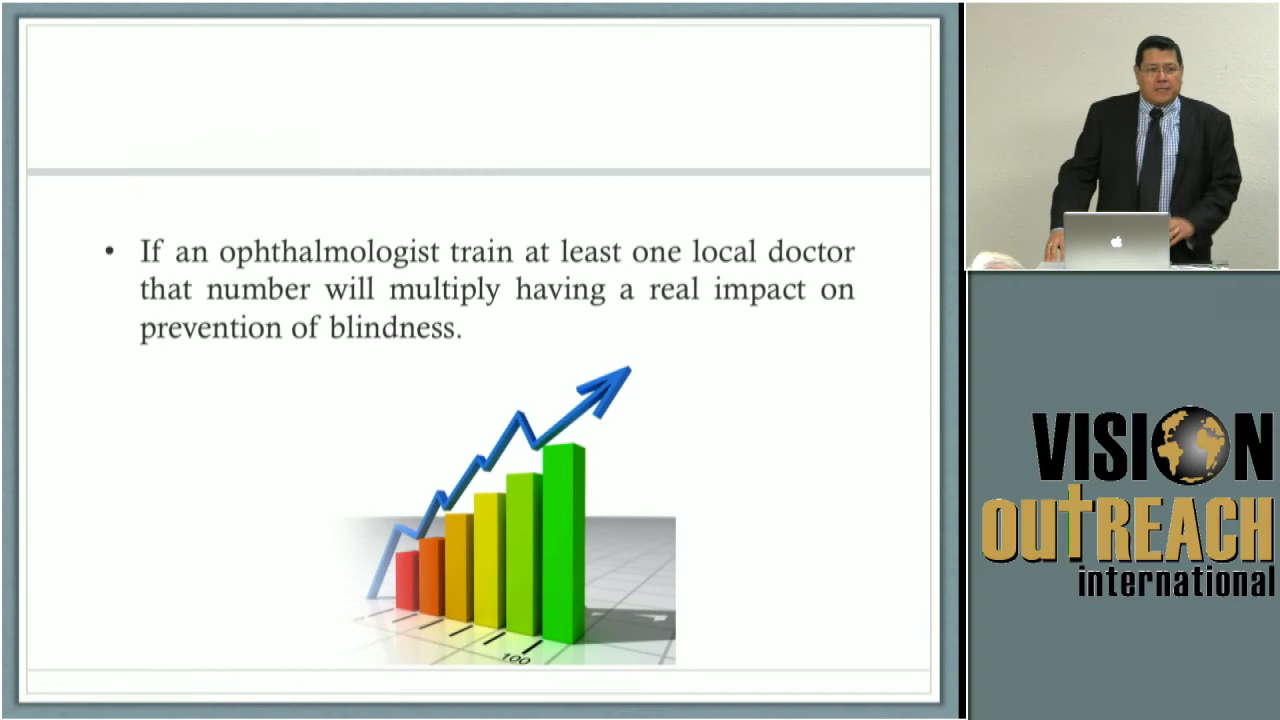 • If an ophthalmologist train at least one local doctor
that number will multiply having a real impact on
prevention of blindness.
100
VISION
OUTREACH
international